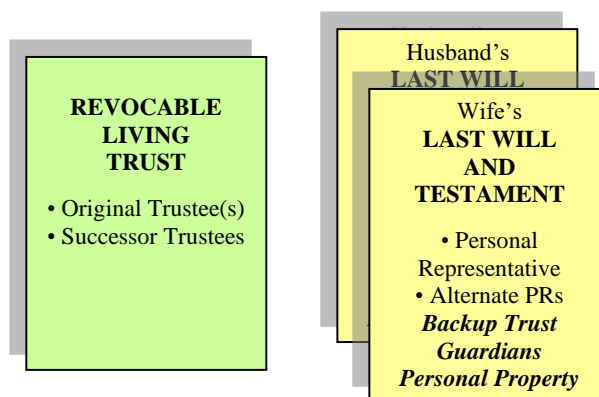 REVOCABLE
LIVING
TRUST
• Original Trustee(s)
• Successor Trustees
Husband's
LAST WILL
Wife's
LAST WILL
AND
TESTAMENT
• Personal
Representative
• Alternate PRs
Backup Trust
Guardians
Personal Property